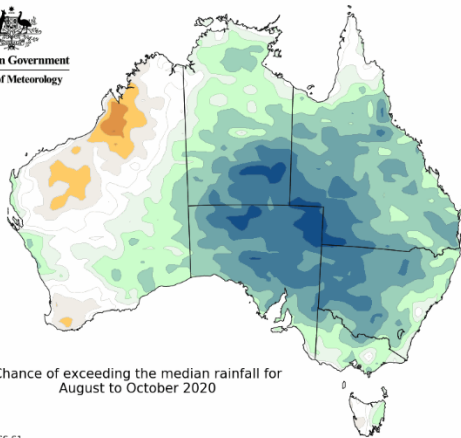 n Government
of Meteorology
Chance of exceeding the median rainfall for
August to October 2020